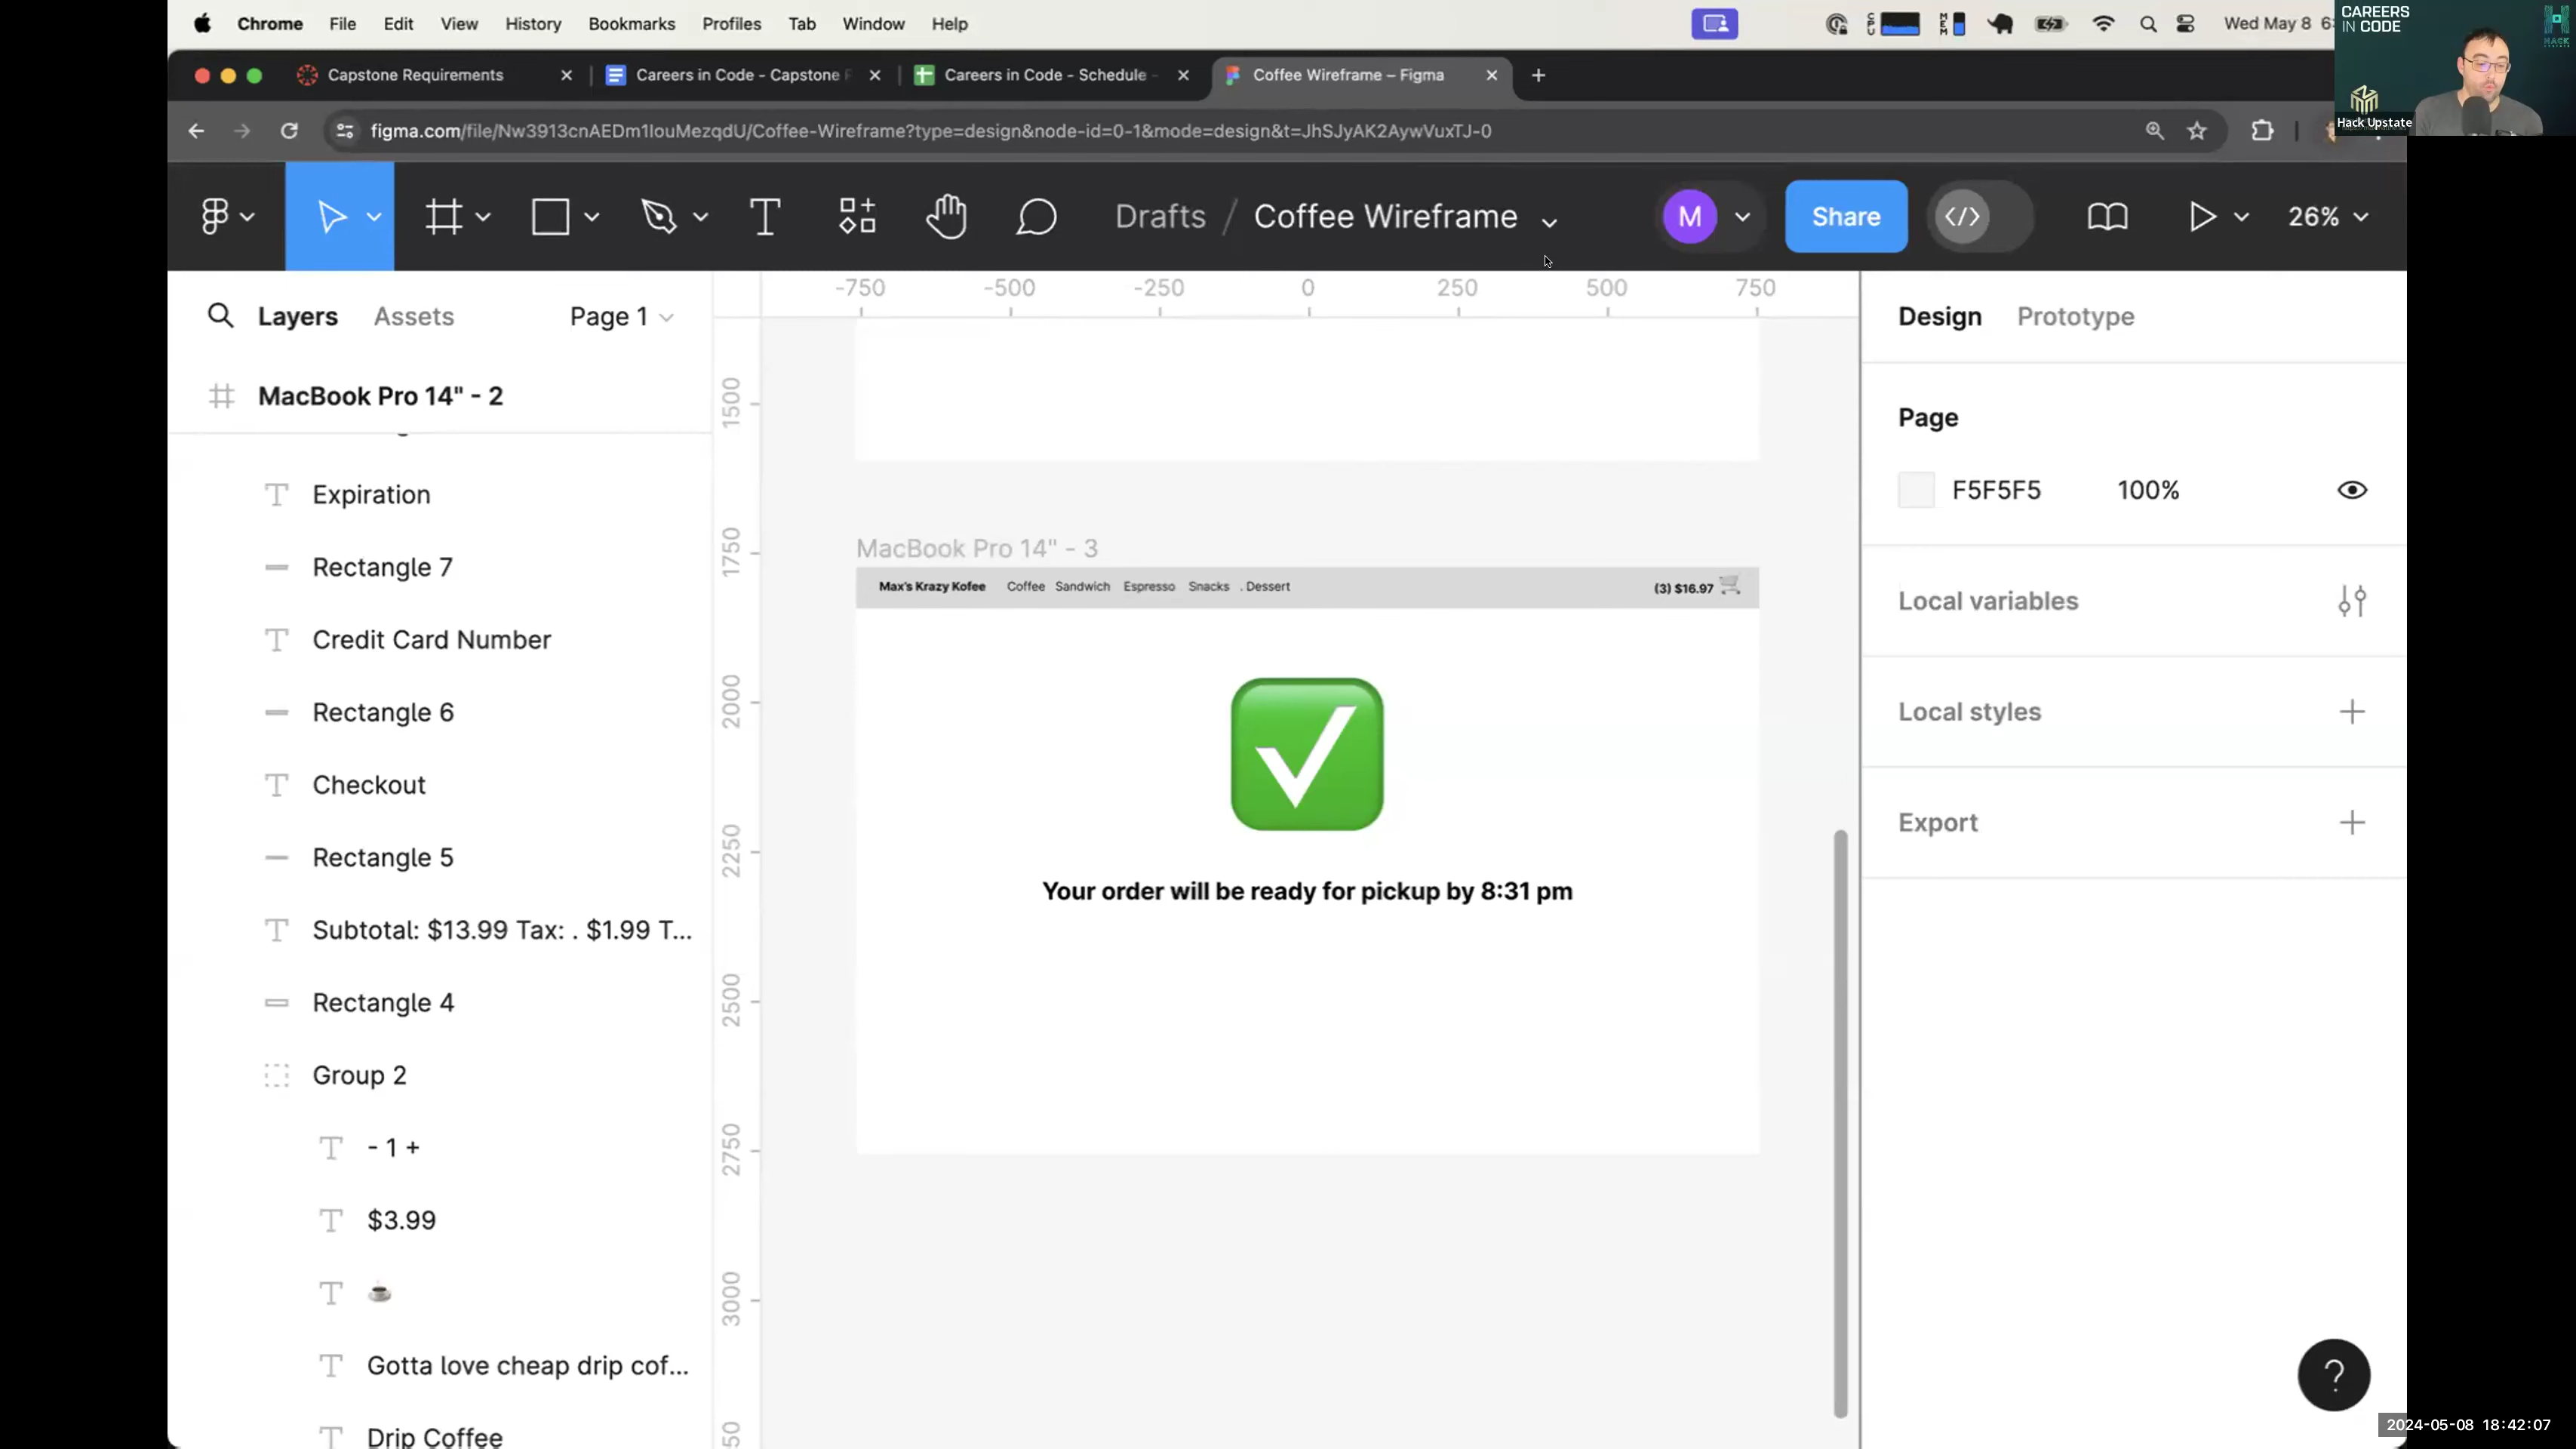 Chrome File Edit View History Bookmarks Profiles Tab Window Help
CPU
MEM
Wed May 8 6:
CAREERS
IN CODE
Hack Upstate
Capstone Requirements
Careers in Code - Capstone
Careers in Code - Schedule -
Coffee Wireframe – Figma
figma.com/file/Nw3913cnAEDm1IouMezqdU/Coffee-Wireframe?type=design&node-id=0-1&mode=design&t=JhSJyAK2AywVuxTJ-0
Drafts / Coffee Wireframe
M
Share
26%
Layers Assets Page 1
MacBook Pro 14" - 2
Expiration
Rectangle 7
Credit Card Number
Rectangle 6
Checkout
Rectangle 5
Subtotal: $13.99 Tax: . $1.99 T...
Rectangle 4
Group 2
- 1 +
$3.99
☕
Gotta love cheap drip cof...
Drip Coffee
-750 -500 -250 0 250 500 750
1500
1750
2000
2250
2500
2750
3000
50
MacBook Pro 14" - 3
Max's Krazy Kofee Coffee Sandwich Espresso Snacks . Dessert (3) $16.97
Your order will be ready for pickup by 8:31 pm
Design Prototype
Page
F5F5F5 100%
Local variables
Local styles
Export
?
2024-05-08 18:42:07